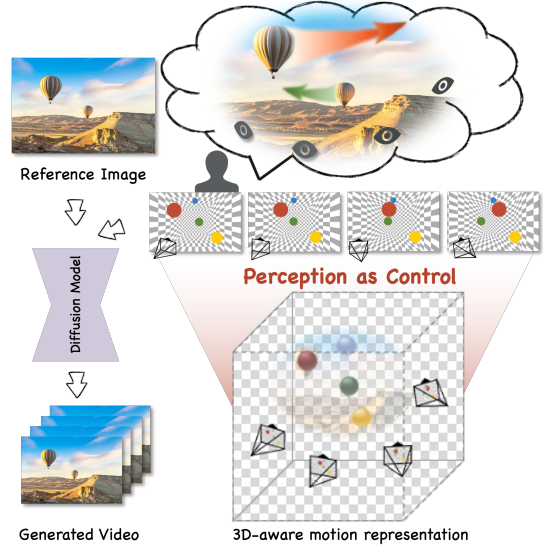 Reference Image
Diffusion Model
Perception as Control
Generated Video
3D-aware motion representation